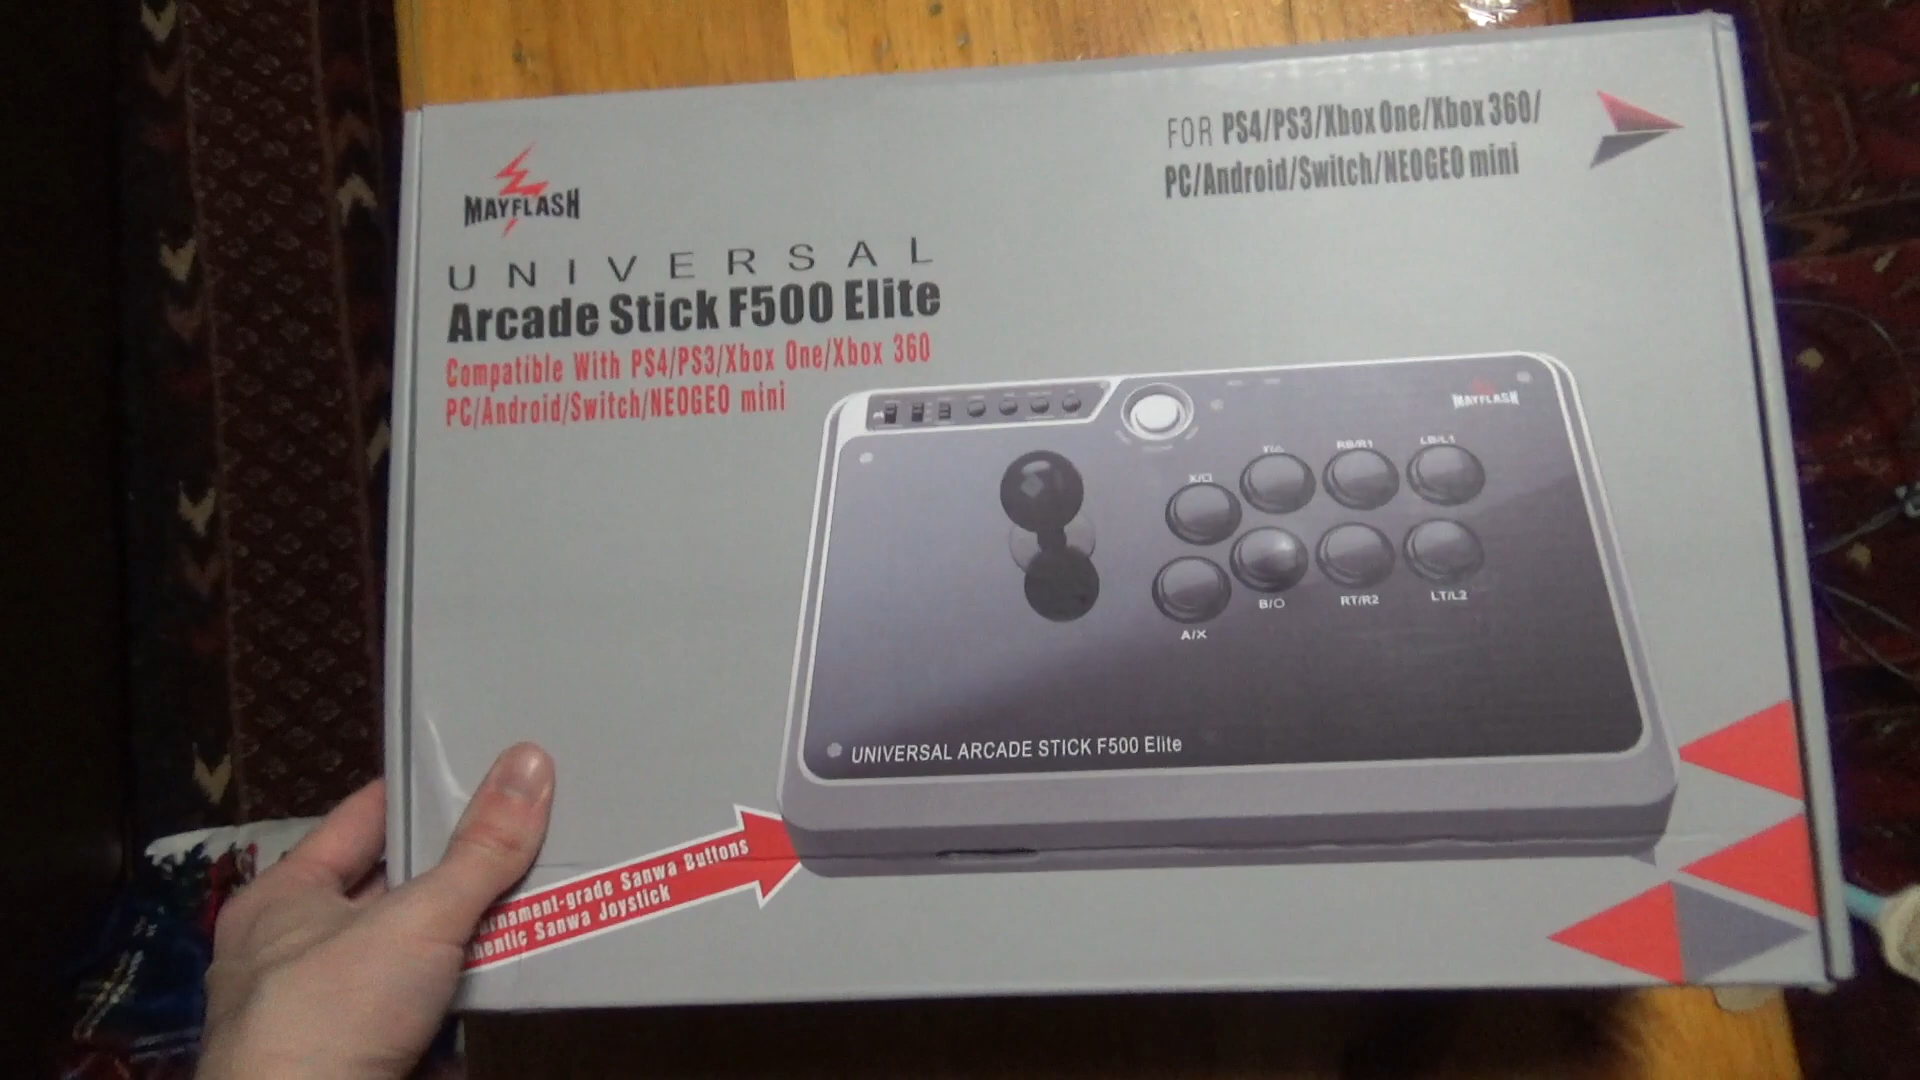 MAYFLASH
FOR PS4/PS3/Xbox One/Xbox 360/
PC/Android/Switch/NEOGEO mini
UNIVERSAL
Arcade Stick F500 Elite
Compatible With PS4/PS3/Xbox One/Xbox 360
PC/Android/Switch/NEOGEO mini
MAYFLASH
X/□
Y/△
RB/R1
LB/L1
A/X
B/O
RT/R2
LT/L2
UNIVERSAL ARCADE STICK F500 Elite
Sanwa Buttons
Sanwa Joystick